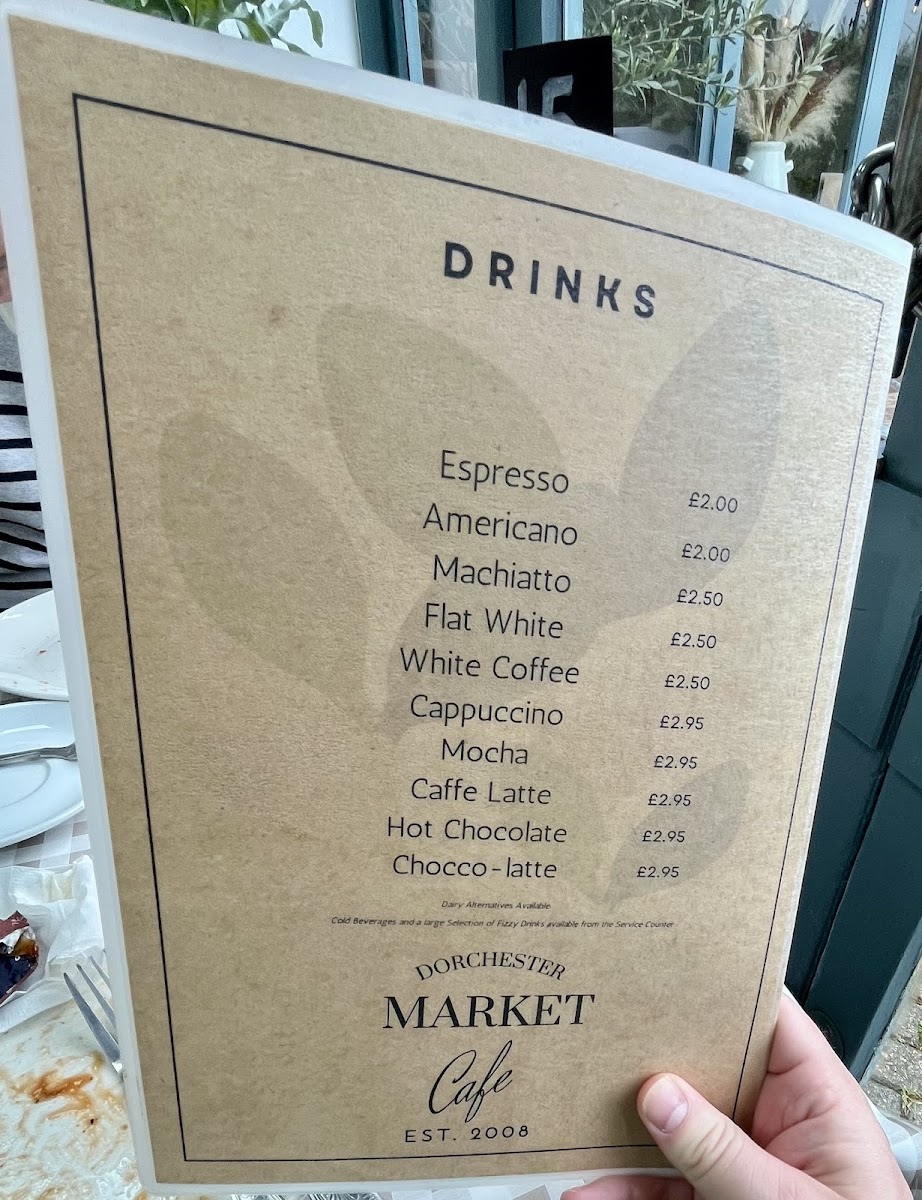 15
DRINKS
Espresso £2.00
Americano £2.00
Machiatto £2.50
Flat White £2.50
White Coffee £2.50
Cappuccino £2.95
Mocha £2.95
Caffe Latte £2.95
Hot Chocolate £2.95
Chocco-latte £2.95
Dairy Alternatives Available
Cold Beverages and a large Selection of Fizzy Drinks available from the Service Counter
DORCHESTER
MARKET
Cafe
EST. 2008